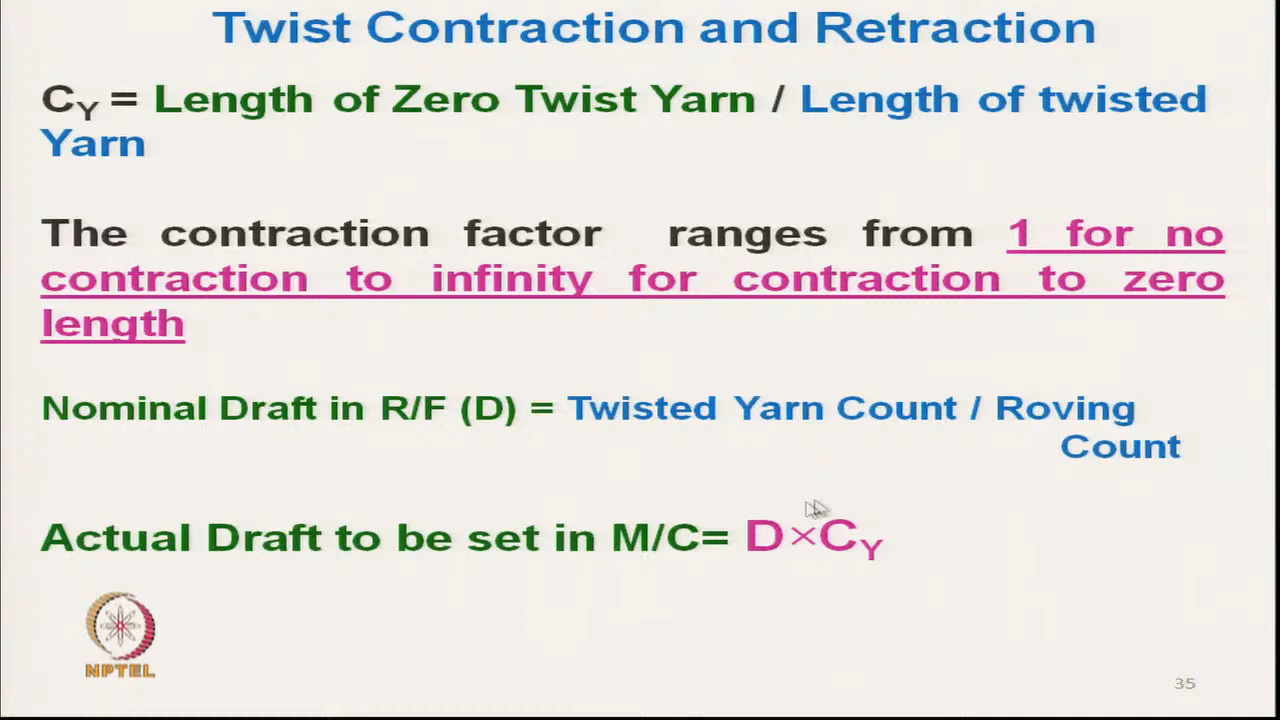 Twist Contraction and Retraction
C_Y = Length of Zero Twist Yarn / Length of twisted
Yarn
The contraction factor ranges from 1 for no
contraction to infinity for contraction to zero
length
Nominal Draft in R/F (D) = Twisted Yarn Count / Roving
Count
Actual Draft to be set in M/C= D×C_Y
NPTEL
35